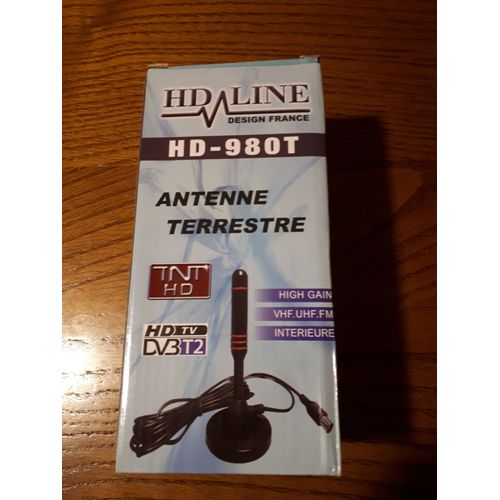 HD LINE
DESIGN FRANCE
HD-980T
ANTENNE
TERRESTRE
TNT
HD
HIGH GAIN
VHF.UHF.FM
INTERIEURE
HD TV
DVB T2